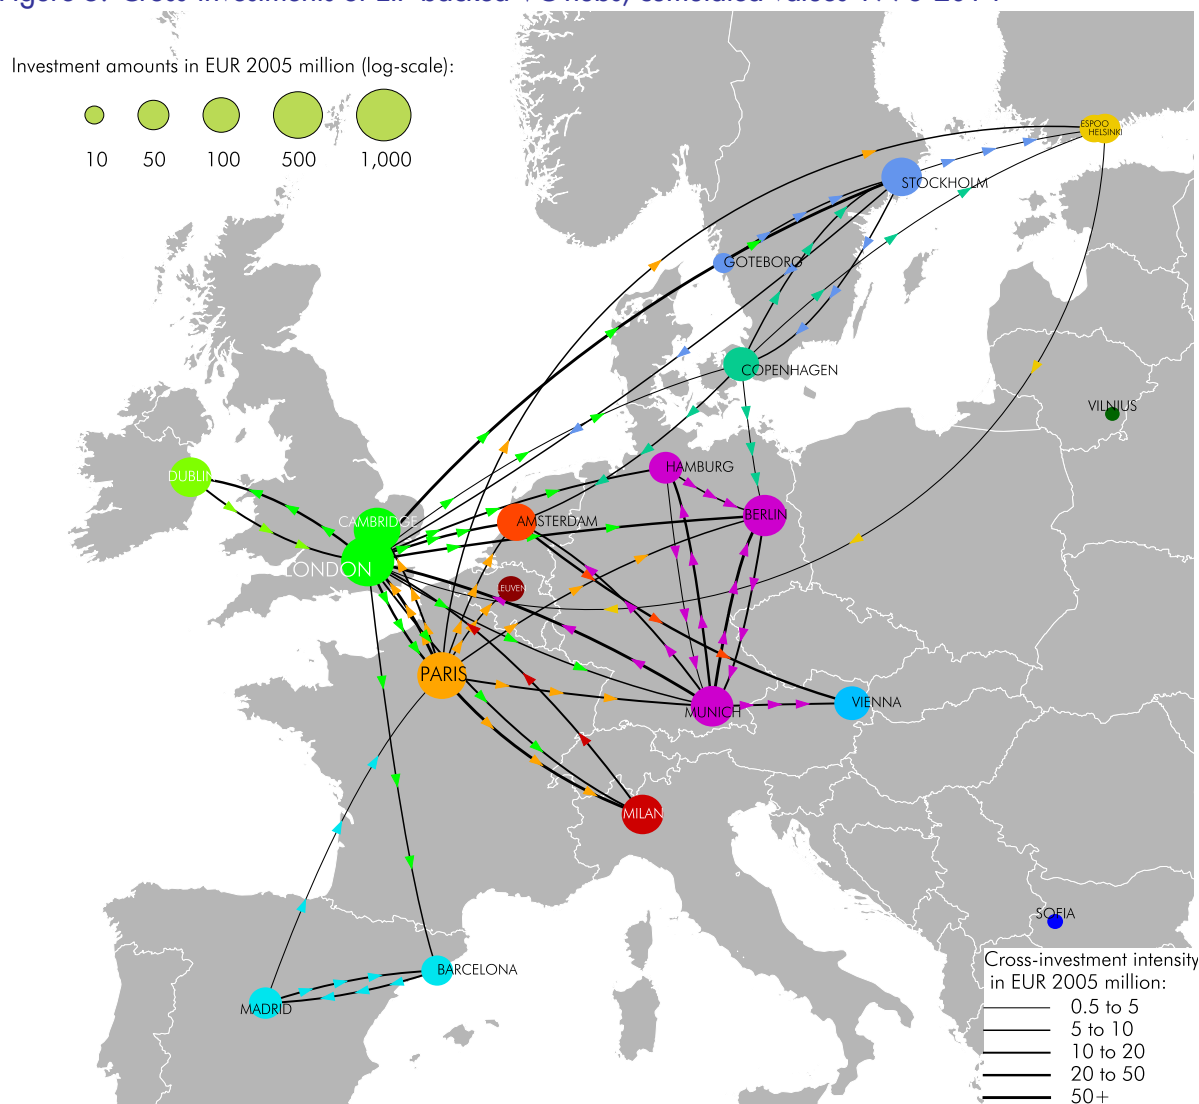 Investment amounts in EUR 2005 million (log-scale):
10 50 100 500 1,000
ESPOO
HELSINKI
STOCKHOLM
GOTEBORG
COPENHAGEN
VILNIUS
HAMBURG
DUBLIN
BERLIN
CAMBRIDGE
AMSTERDAM
LONDON
LEUVEN
PARIS
VIENNA
MUNICH
MILAN
SOFIA
BARCELONA
MADRID
Cross-investment intensity
in EUR 2005 million:
0.5 to 5
5 to 10
10 to 20
20 to 50
50+